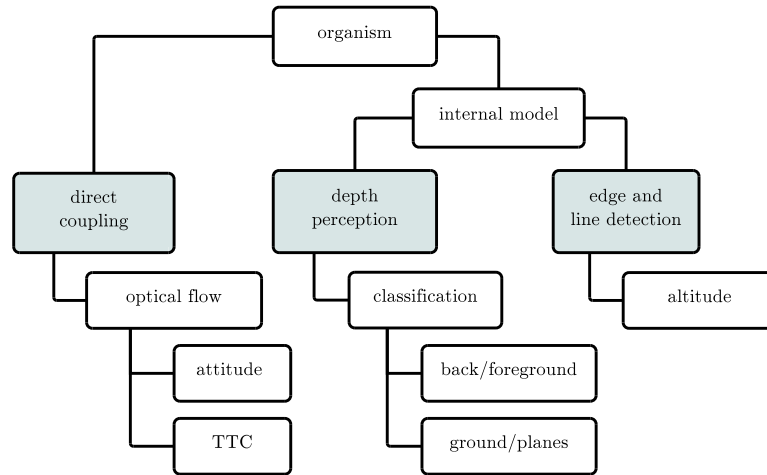 organism
internal model
direct
coupling
depth
perception
edge and
line detection
optical flow
classification
altitude
attitude
back/foreground
TTC
ground/planes